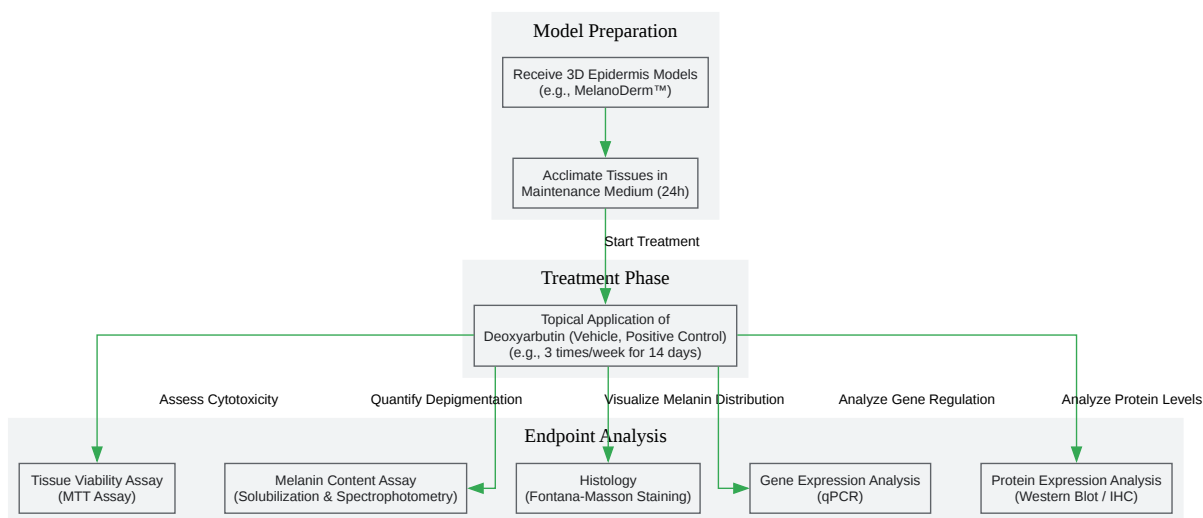 Model Preparation
Receive 3D Epidermis Models
(e.g., MelanoDerm™)
Acclimate Tissues in
Maintenance Medium (24h)
Start Treatment
Treatment Phase
Topical Application of
Deoxyarbutin (Vehicle, Positive Control)
(e.g., 3 times/week for 14 days)
Assess Cytotoxicity
Quantify Depigmentation
Visualize Melanin Distribution
Analyze Gene Regulation
Analyze Protein Levels
Endpoint Analysis
Tissue Viability Assay
(MTT Assay)
Melanin Content Assay
(Solubilization & Spectrophotometry)
Histology
(Fontana-Masson Staining)
Gene Expression Analysis
(qPCR)
Protein Expression Analysis
(Western Blot / IHC)